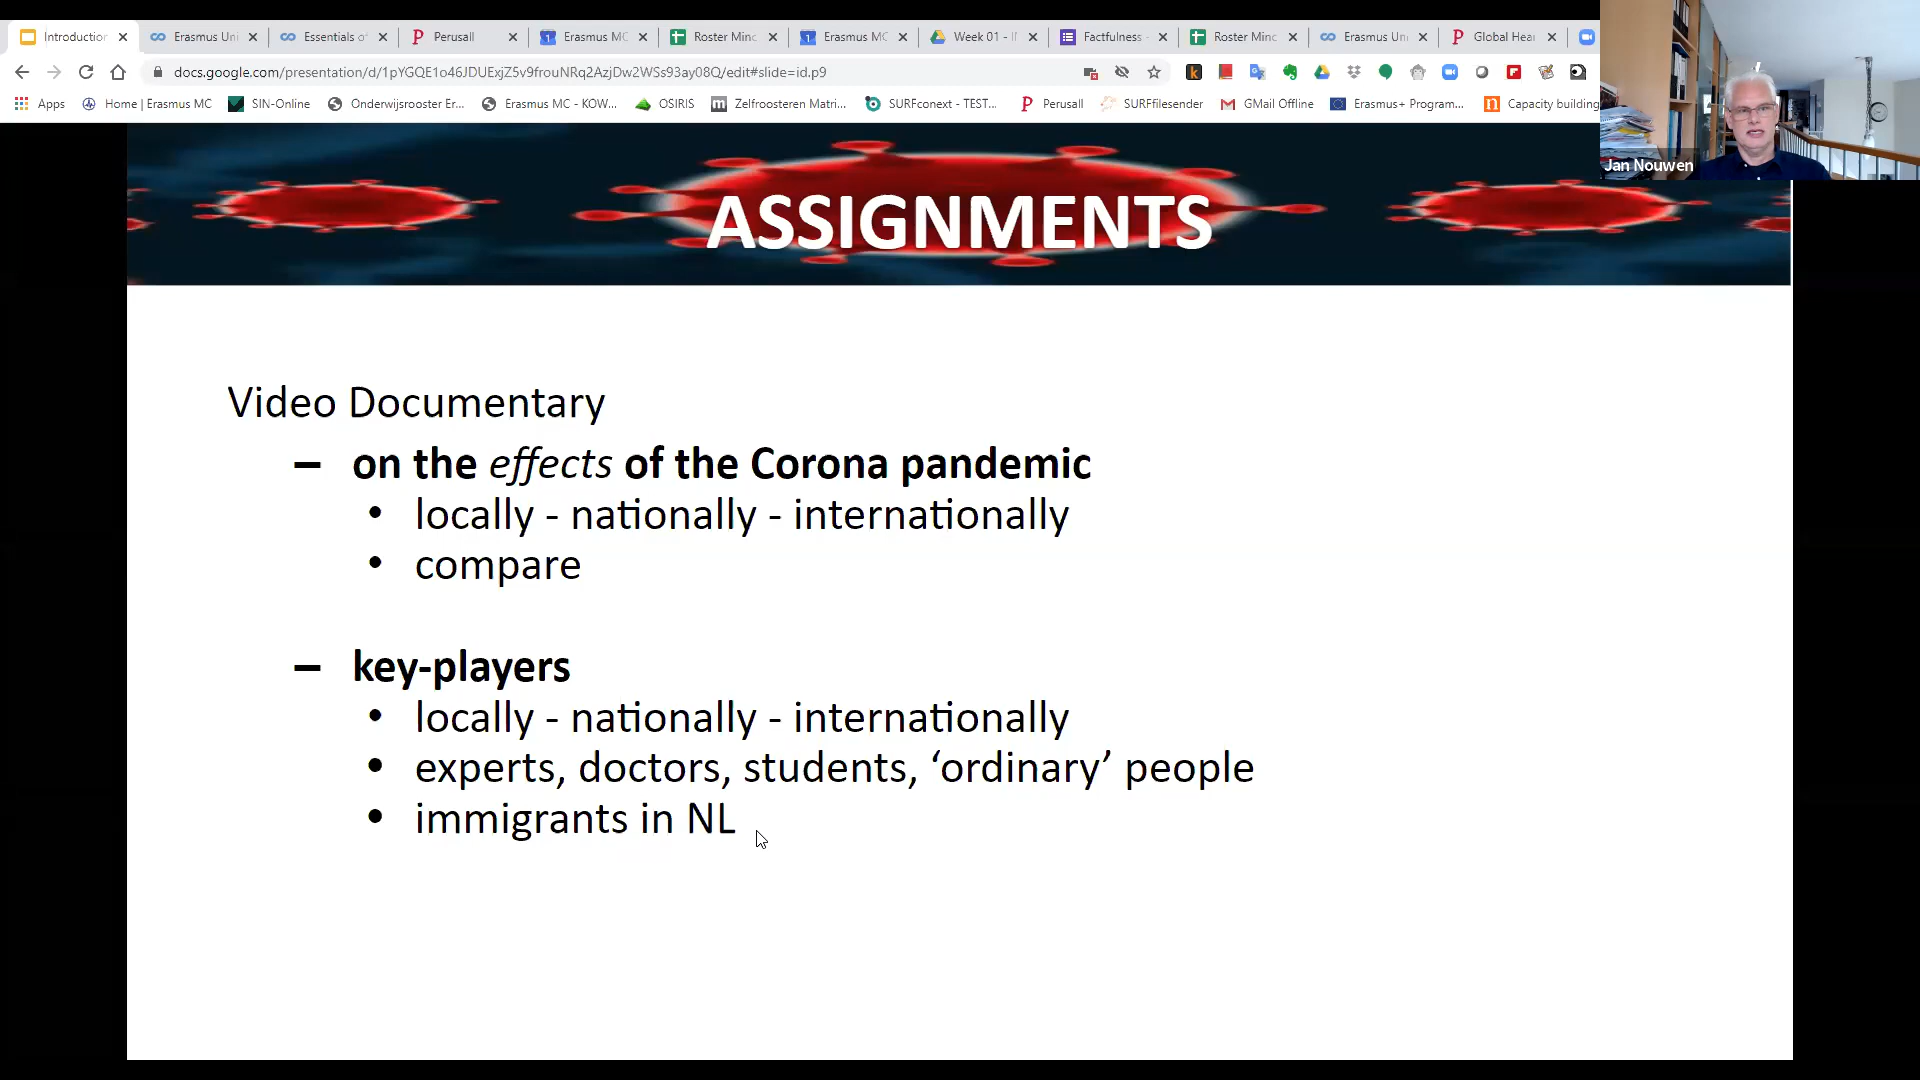 Introduction
Erasmus Uni
Essentials of
Perusall
Erasmus MC
Roster Minc
Erasmus MC
Week 01 - I
Factfulness -
Roster Minc
Erasmus Uni
Global Heal
docs.google.com/presentation/d/1pYGQE1o46JDUExjZ5v9frouNRq2AzjDw2WSs93ay08Q/edit#slide=id.p9
Apps
Home | Erasmus MC
SIN-Online
Onderwijsrooster Er...
Erasmus MC - KOW...
OSIRIS
Zelfroosteren Matri...
SURFconext - TEST...
Perusall
SURFfilesender
GMail Offline
Erasmus+ Program...
Capacity building
Jan Nouwen
ASSIGNMENTS
Video Documentary
– on the effects of the Corona pandemic
• locally - nationally - internationally
• compare
– key-players
• locally - nationally - internationally
• experts, doctors, students, ‘ordinary’ people
• immigrants in NL